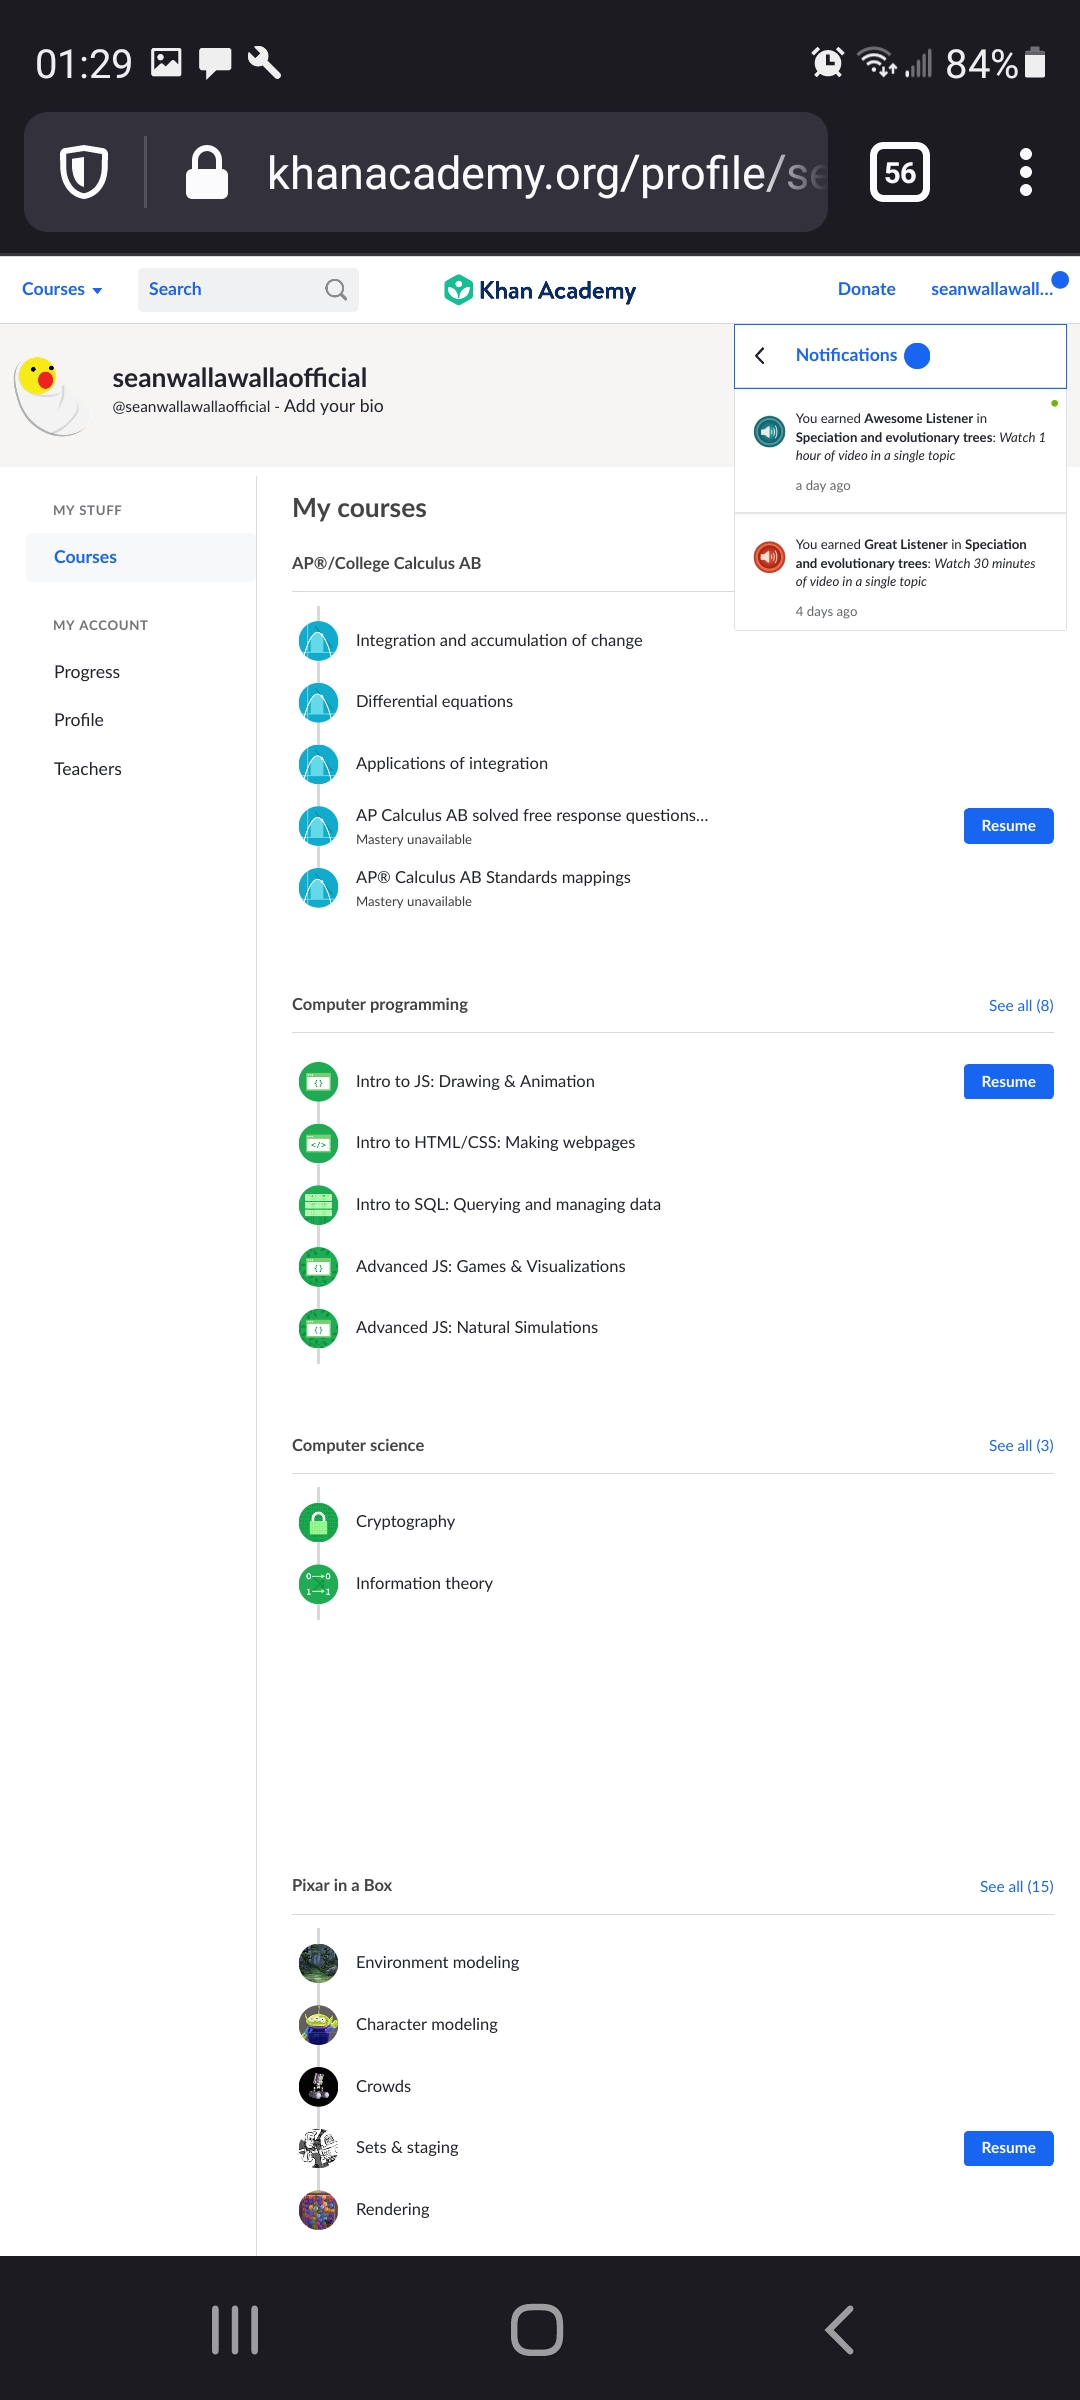 01:29
84%
khanacademy.org/profile/se
56
Courses
Search
Khan Academy
Donate
seanwallawall...
seanwallawallaofficial
@seanwallawallaofficial - Add your bio
Notifications
You earned Awesome Listener in
Speciation and evolutionary trees: Watch 1
hour of video in a single topic
a day ago
You earned Great Listener in Speciation
and evolutionary trees: Watch 30 minutes
of video in a single topic
4 days ago
MY STUFF
Courses
MY ACCOUNT
Progress
Profile
Teachers
My courses
AP®/College Calculus AB
Integration and accumulation of change
Differential equations
Applications of integration
AP Calculus AB solved free response questions...
Mastery unavailable
Resume
AP® Calculus AB Standards mappings
Mastery unavailable
Computer programming
See all (8)
Intro to JS: Drawing & Animation
Resume
Intro to HTML/CSS: Making webpages
Intro to SQL: Querying and managing data
Advanced JS: Games & Visualizations
Advanced JS: Natural Simulations
Computer science
See all (3)
Cryptography
Information theory
Pixar in a Box
See all (15)
Environment modeling
Character modeling
Crowds
Sets & staging
Resume
Rendering